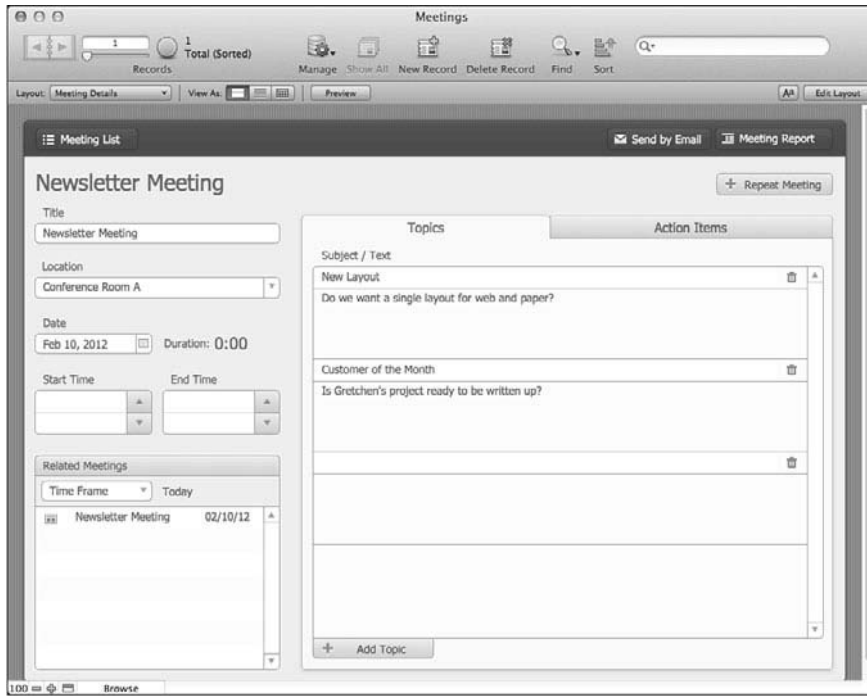 Meetings
1
1
Total (Sorted)
Records
Manage Show All New Record Delete Record Find Sort
Layout: Meeting Details View As: Preview Aa Edit Layout
Meeting List Send by Email Meeting Report
Newsletter Meeting
Repeat Meeting
Title
Newsletter Meeting
Location
Conference Room A
Date
Feb 10, 2012 Duration: 0:00
Start Time End Time
Related Meetings
Time Frame Today
Newsletter Meeting 02/10/12
Topics Action Items
Subject / Text
New Layout
Do we want a single layout for web and paper?
Customer of the Month
Is Gretchen's project ready to be written up?
Add Topic
100 Browse